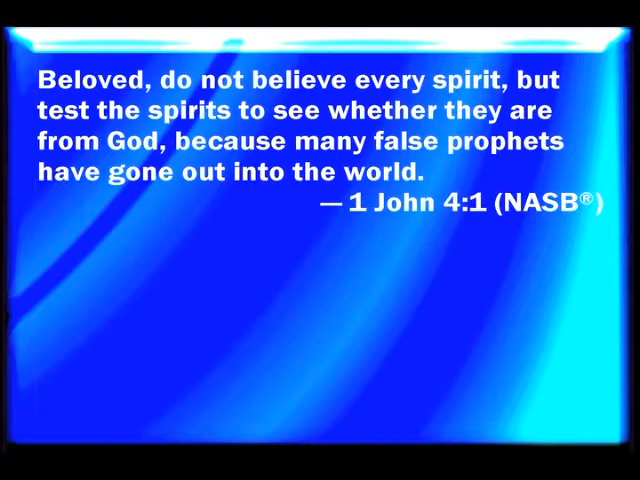 Beloved, do not believe every spirit, but
test the spirits to see whether they are
from God, because many false prophets
have gone out into the world.
— 1 John 4:1 (NASB®)